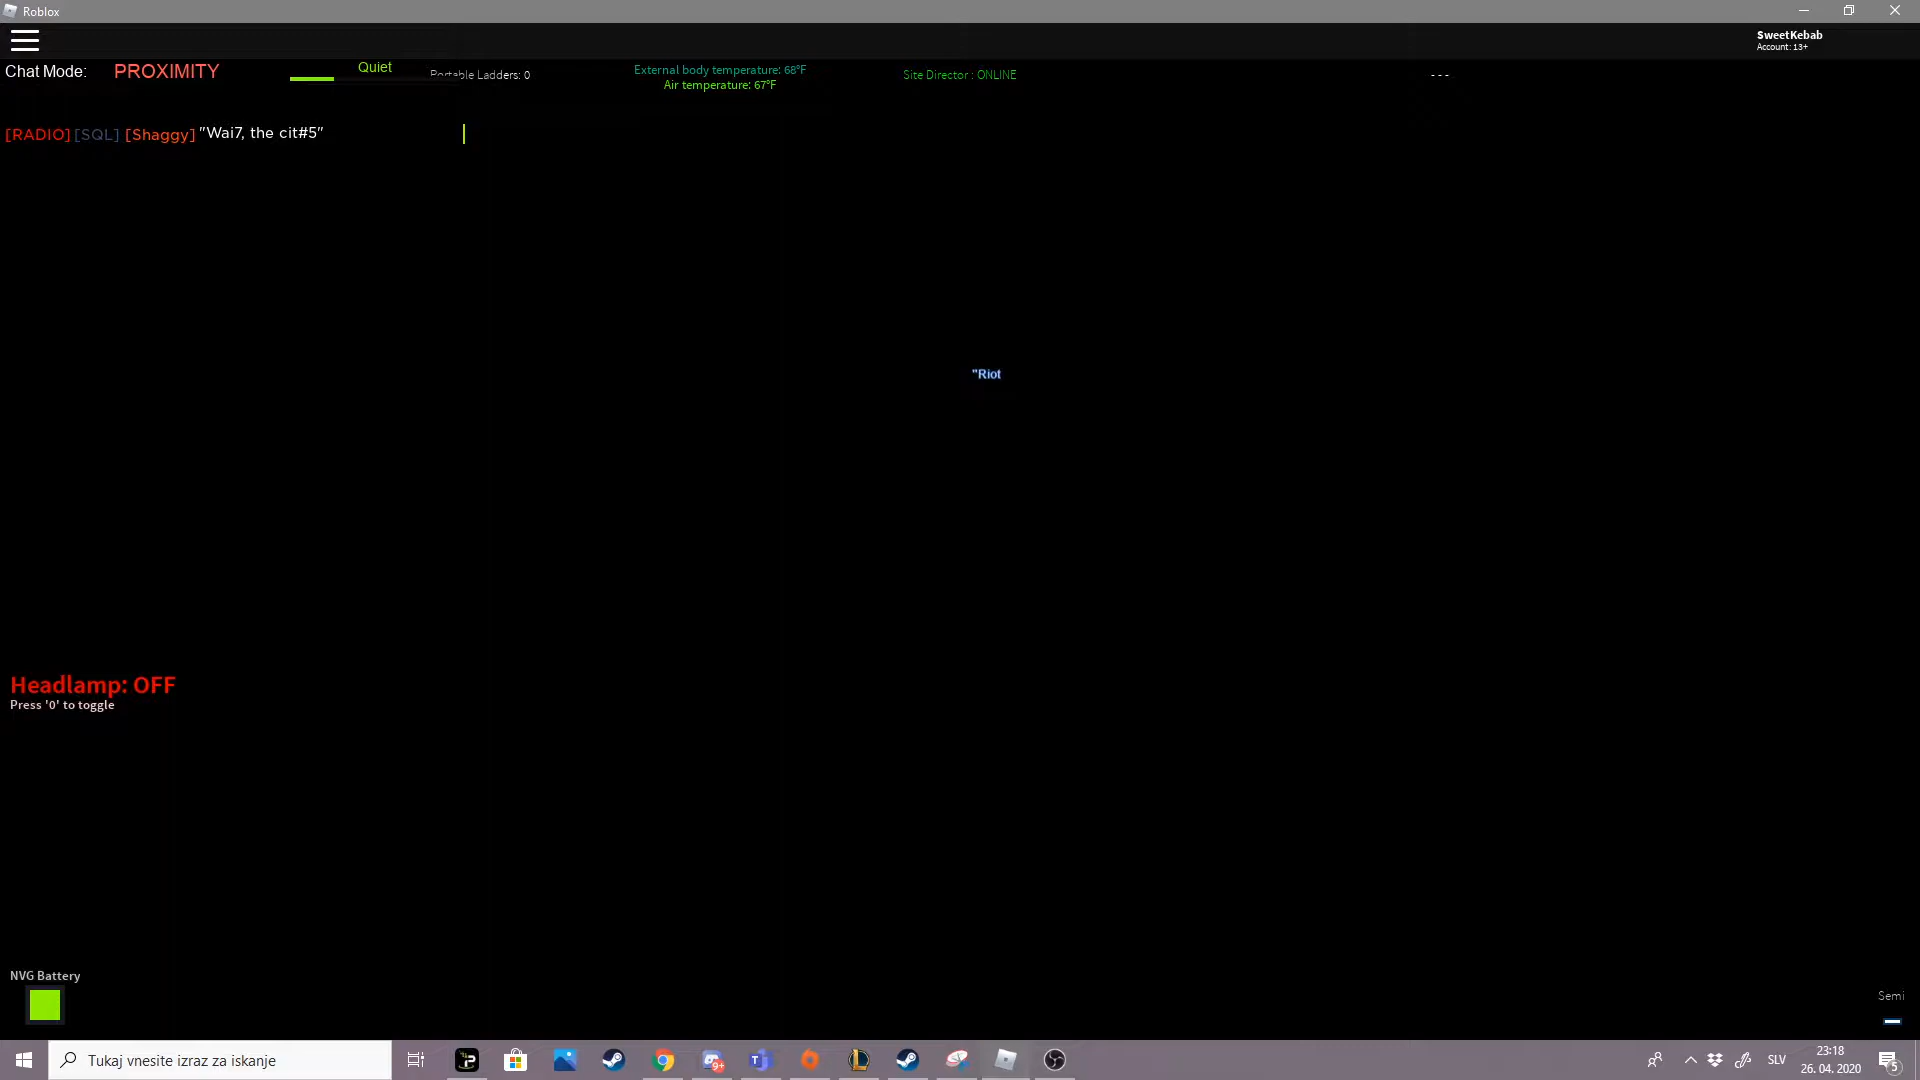 Roblox
SweetKebab
Account: 13+
Chat Mode: PROXIMITY
Quiet
Portable Ladders: 0
External body temperature: 68°F
Air temperature: 67°F
Site Director : ONLINE
---
[RADIO] [SQL] [Shaggy] "Wai7, the cit#5"
"Riot
Headlamp: OFF
Press '0' to toggle
NVG Battery
Semi
Tukaj vnesite izraz za iskanje
9+
SLV
23:18
26. 04. 2020
5